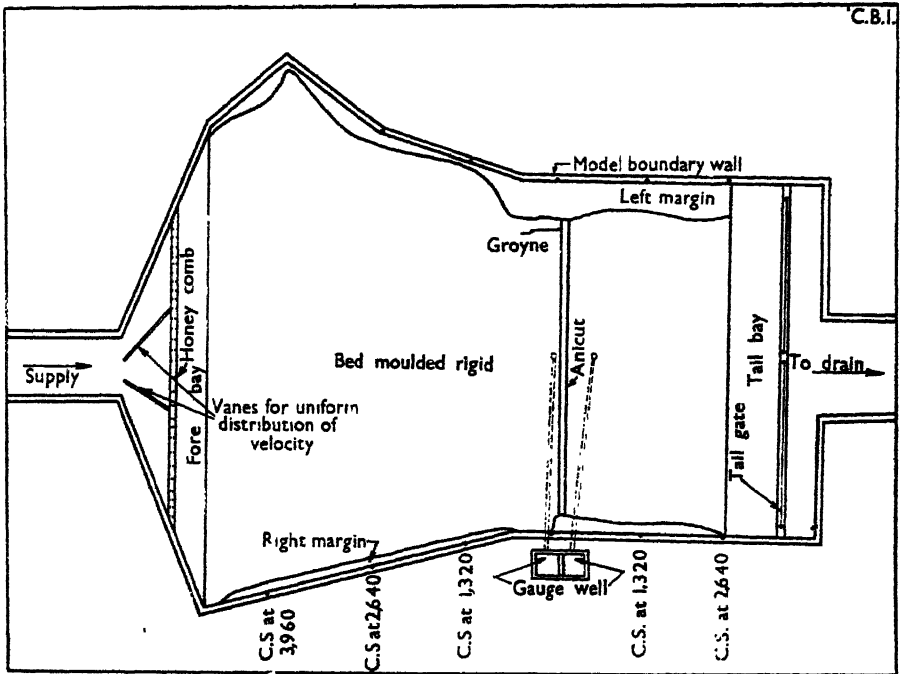 C.B.I.
Model boundary wall
Left margin
Groyne
Honey comb
Fore bay
Supply
Bed moulded rigid
Anicut
Tail bay
To drain
Vanes for uniform
distribution of
velocity
Tail gate
Right margin
Gauge well
C.S at
3,960
C.S at 2,640
C.S at 1,320
C.S. at 1,320
C.S. at 2,640